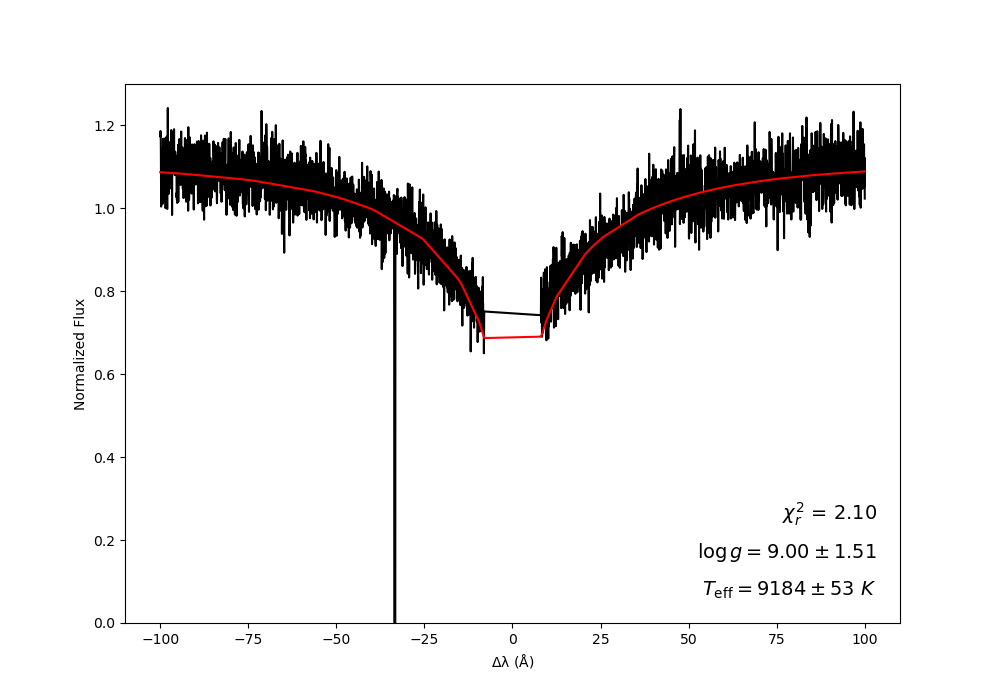 1.2
1.0
0.8
0.6
0.4
0.2
0.0
Normalized Flux
χ²ᵣ = 2.10
log g = 9.00 ± 1.51
T_eff = 9184 ± 53 K
−100 −75 −50 −25 0 25 50 75 100
Δλ (Å)